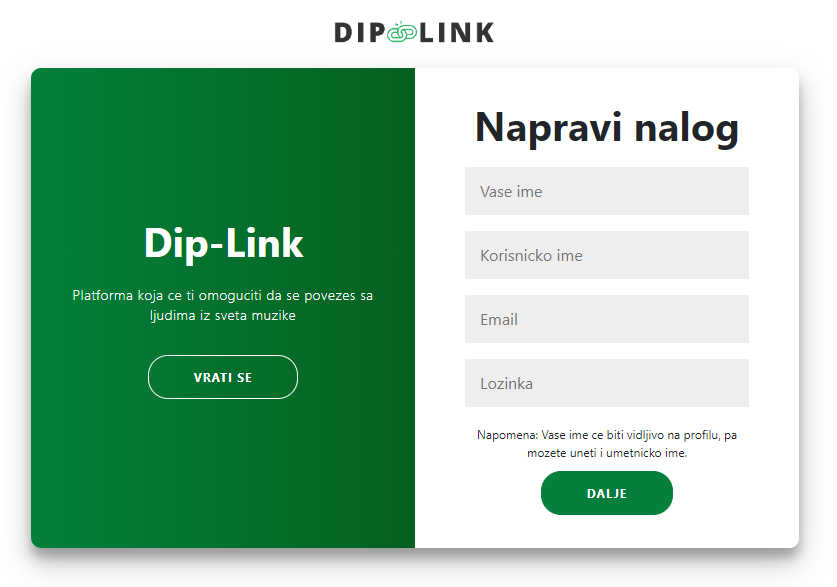 DIP LINK
Dip-Link
Platforma koja ce ti omoguciti da se povezes sa
ljudima iz sveta muzike
VRATI SE
Napravi nalog
Vase ime
Korisnicko ime
Email
Lozinka
Napomena: Vase ime ce biti vidljivo na profilu, pa
mozete uneti i umetnicko ime.
DALJE